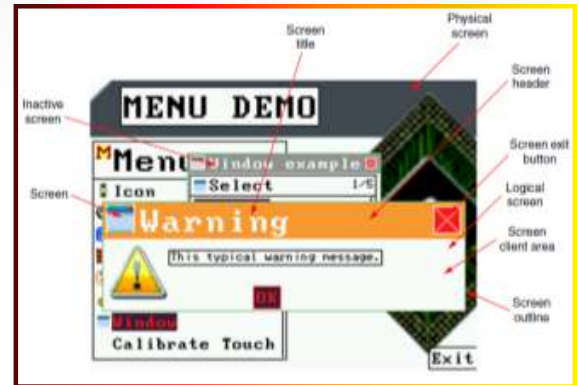 Screen title
Physical screen
Screen header
Inactive screen
MENU DEMO
Menu
Window example
Screen exit button
Icon
Select 1/5
Logical screen
Screen
Warning
Screen client area
This typical warning message.
OK
Screen outline
Window
Calibrate Touch
Exit